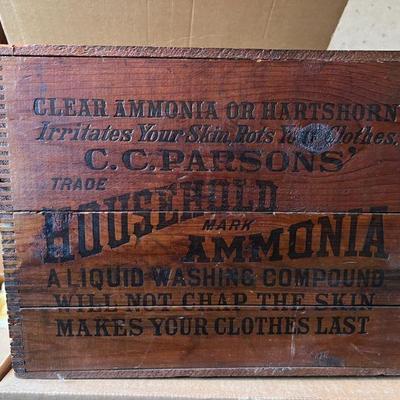 CLEAR AMMONIA OR HARTSHORN
Irritates Your Skin, Rots Your Clothes,
C.C. PARSONS'
TRADE
HOUSEHOLD
MARK
AMMONIA
A LIQUID WASHING COMPOUND
WILL NOT CHAP THE SKIN
MAKES YOUR CLOTHES LAST